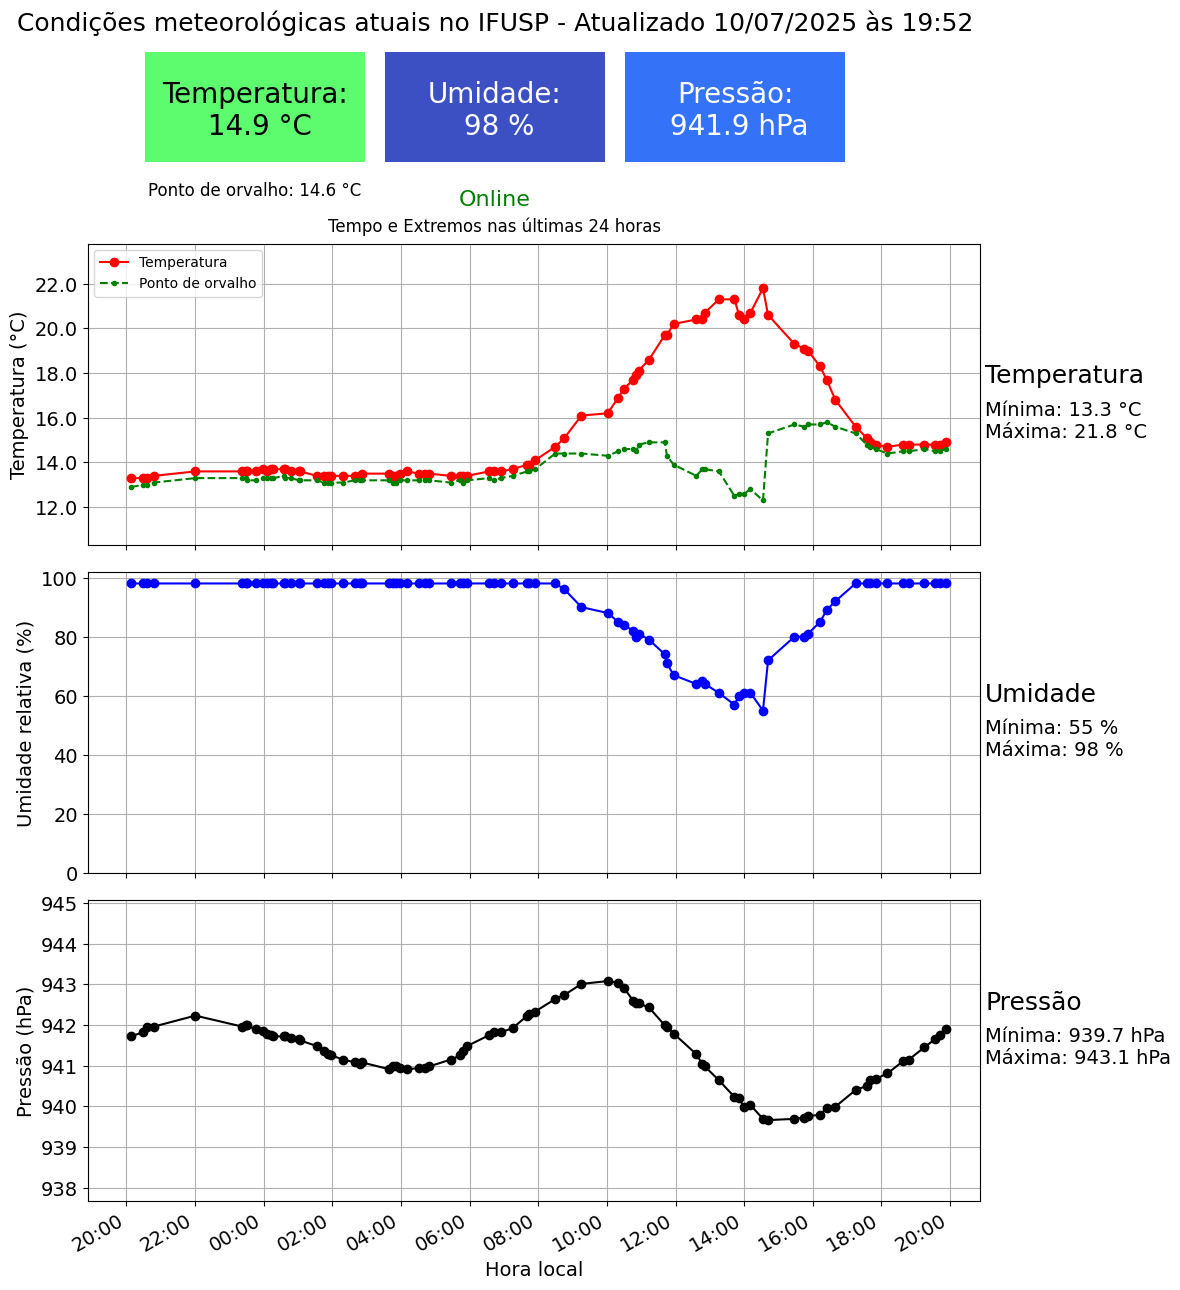 Condições meteorológicas atuais no IFUSP - Atualizado 10/07/2025 às 19:52
Temperatura:
14.9 °C
Umidade:
98 %
Pressão:
941.9 hPa
Ponto de orvalho: 14.6 °C
Online
Tempo e Extremos nas últimas 24 horas
Temperatura
Ponto de orvalho
Temperatura (°C)
22.0
20.0
18.0
16.0
14.0
12.0
Temperatura
Mínima: 13.3 °C
Máxima: 21.8 °C
Umidade relativa (%)
100
80
60
40
20
0
Umidade
Mínima: 55 %
Máxima: 98 %
Pressão (hPa)
945
944
943
942
941
940
939
938
Pressão
Mínima: 939.7 hPa
Máxima: 943.1 hPa
20:00
22:00
00:00
02:00
04:00
06:00
08:00
10:00
12:00
14:00
16:00
18:00
20:00
Hora local